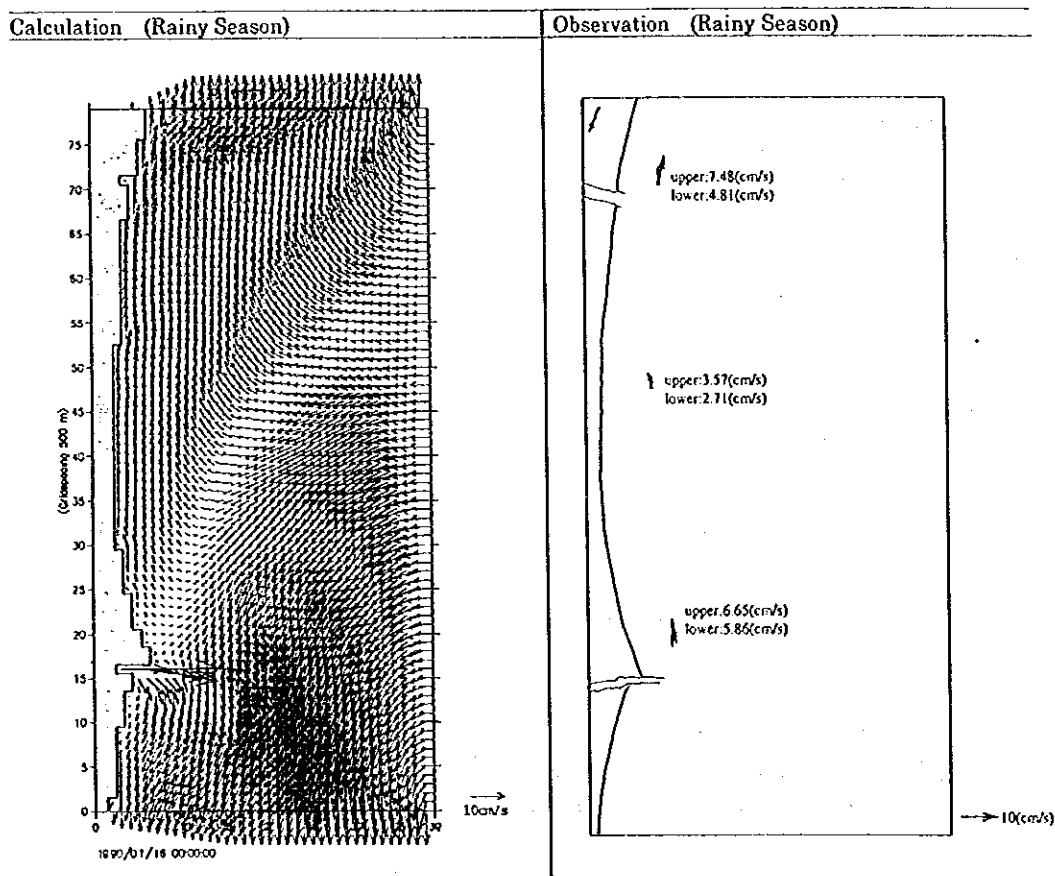 Calculation (Rainy Season)
Observation (Rainy Season)
75
70
65
60
55
50
45
40
35
30
25
20
15
10
5
0
(Gridspacing 500 m)
0
10cm/s
1990/01/16 00:00:00
upper:7.48(cm/s)
lower:4.81(cm/s)
upper:3.57(cm/s)
lower:2.71(cm/s)
upper:6.65(cm/s)
lower:5.86(cm/s)
10(cm/s)